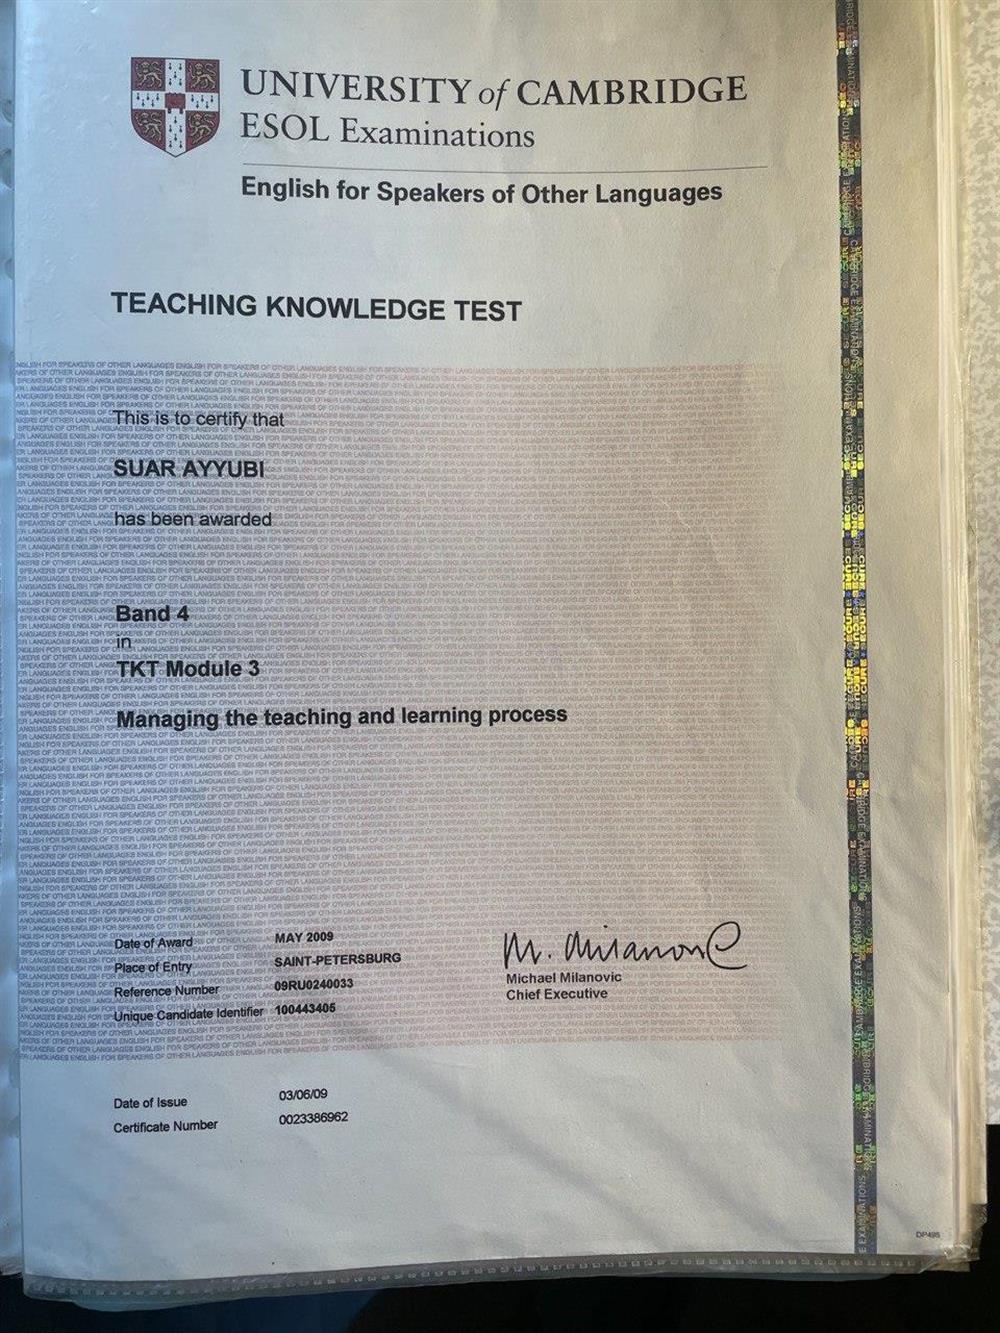 UNIVERSITY of CAMBRIDGE
ESOL Examinations
English for Speakers of Other Languages
TEACHING KNOWLEDGE TEST
This is to certify that
SUAR AYYUBI
has been awarded
Band 4
in
TKT Module 3
Managing the teaching and learning process
Date of Award MAY 2009
Place of Entry SAINT-PETERSBURG
Reference Number 09RU0240033
Unique Candidate Identifier 100443405
M. Milanovic
Michael Milanovic
Chief Executive
Date of Issue 03/06/09
Certificate Number 0023386962
DP495